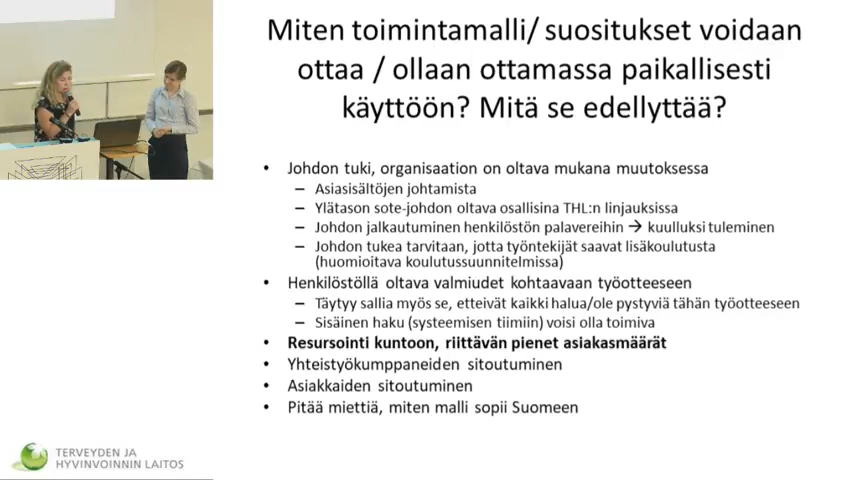 Miten toimintamalli/ suositukset voidaan
ottaa / ollaan ottamassa paikallisesti
käyttöön? Mitä se edellyttää?
• Johdon tuki, organisaation on oltava mukana muutoksessa
– Asiasisältöjen johtamista
– Ylätason sote-johdon oltava osallisina THL:n linjauksissa
– Johdon jalkautuminen henkilöstön palavereihin → kuulluksi tuleminen
– Johdon tukea tarvitaan, jotta työntekijät saavat lisäkoulutusta
(huomioitava koulutussuunnitelmissa)
• Henkilöstöllä oltava valmiudet kohtaavaan työotteeseen
– Täytyy sallia myös se, etteivät kaikki halua/ole pystyviä tähän työotteeseen
– Sisäinen haku (systeemisen tiimiin) voisi olla toimiva
• Resursointi kuntoon, riittävän pienet asiakasmäärät
• Yhteistyökumppaneiden sitoutuminen
• Asiakkaiden sitoutuminen
• Pitää miettiä, miten malli sopii Suomeen
TERVEYDEN JA
HYVINVOINNIN LAITOS